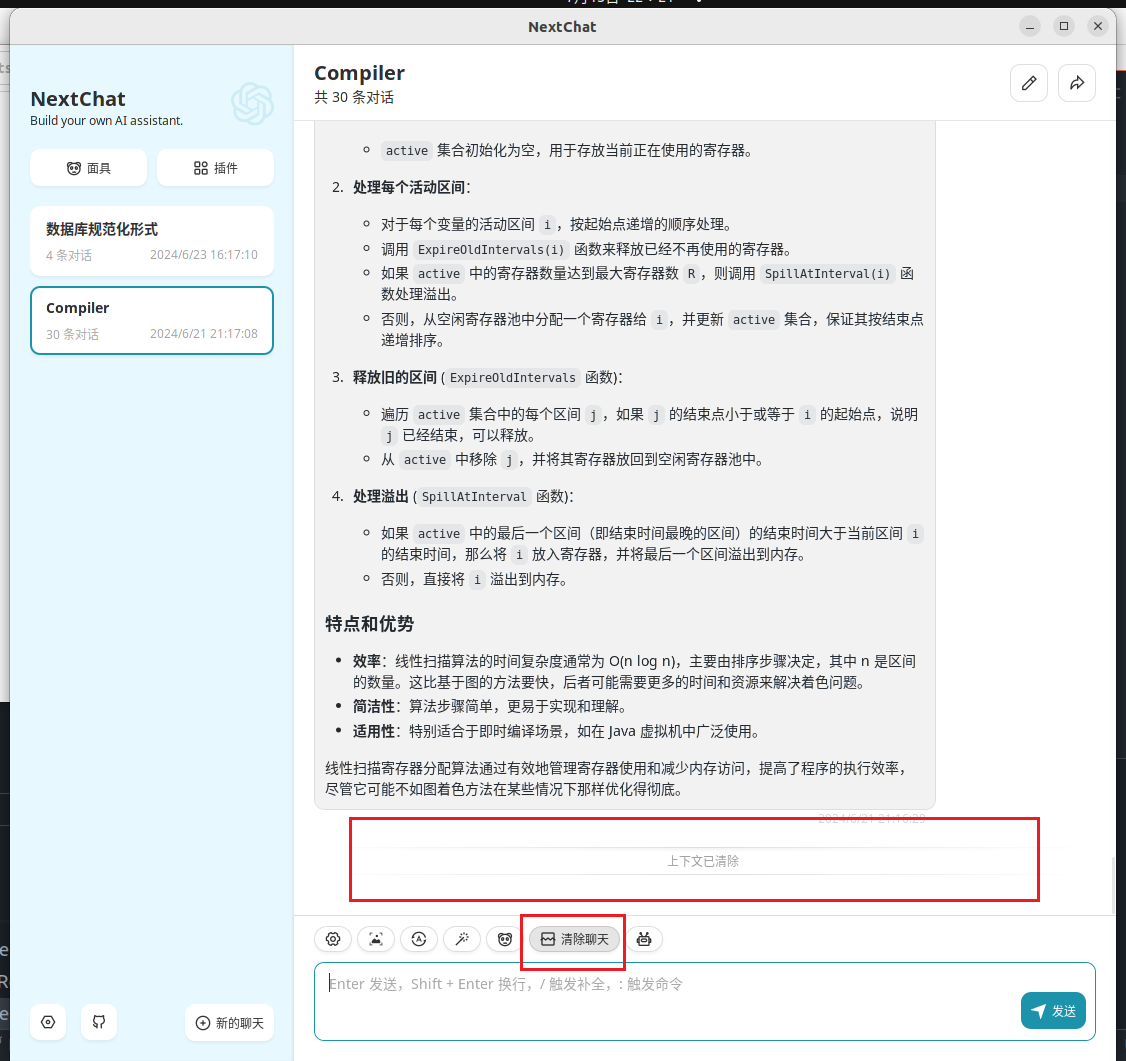 NextChat
NextChat
Build your own AI assistant.
面具
插件
数据库规范化形式
4 条对话
2024/6/23 16:17:10
Compiler
30 条对话
2024/6/21 21:17:08
新的聊天
Compiler
共 30 条对话
active 集合初始化为空，用于存放当前正在使用的寄存器。
2. 处理每个活动区间：
对于每个变量的活动区间 i ，按起始点递增的顺序处理。
调用 ExpireOldIntervals(i) 函数来释放已经不再使用的寄存器。
如果 active 中的寄存器数量达到最大寄存器数 R ，则调用 SpillAtInterval(i) 函
数处理溢出。
否则，从空闲寄存器池中分配一个寄存器给 i ，并更新 active 集合，保证其按结束点
递增排序。
3. 释放旧的区间 ( ExpireOldIntervals 函数)：
遍历 active 集合中的每个区间 j ，如果 j 的结束点小于或等于 i 的起始点，说明
j 已经结束，可以释放。
从 active 中移除 j ，并将其寄存器放回到空闲寄存器池中。
4. 处理溢出 ( SpillAtInterval 函数)：
如果 active 中的最后一个区间（即结束时间最晚的区间）的结束时间大于当前区间 i
的结束时间，那么将 i 放入寄存器，并将最后一个区间溢出到内存。
否则，直接将 i 溢出到内存。
特点和优势
效率：线性扫描算法的时间复杂度通常为 O(n log n)，主要由排序步骤决定，其中 n 是区间
的数量。这比基于图的方法要快，后者可能需要更多的时间和资源来解决着色问题。
简洁性：算法步骤简单，更易于实现和理解。
适用性：特别适合于即时编译场景，如在 Java 虚拟机中广泛使用。
线性扫描寄存器分配算法通过有效地管理寄存器使用和减少内存访问，提高了程序的执行效率，
尽管它可能不如图着色方法在某些情况下那样优化得彻底。
上下文已清除
清除聊天
Enter 发送，Shift + Enter 换行，/ 触发补全，: 触发命令
发送